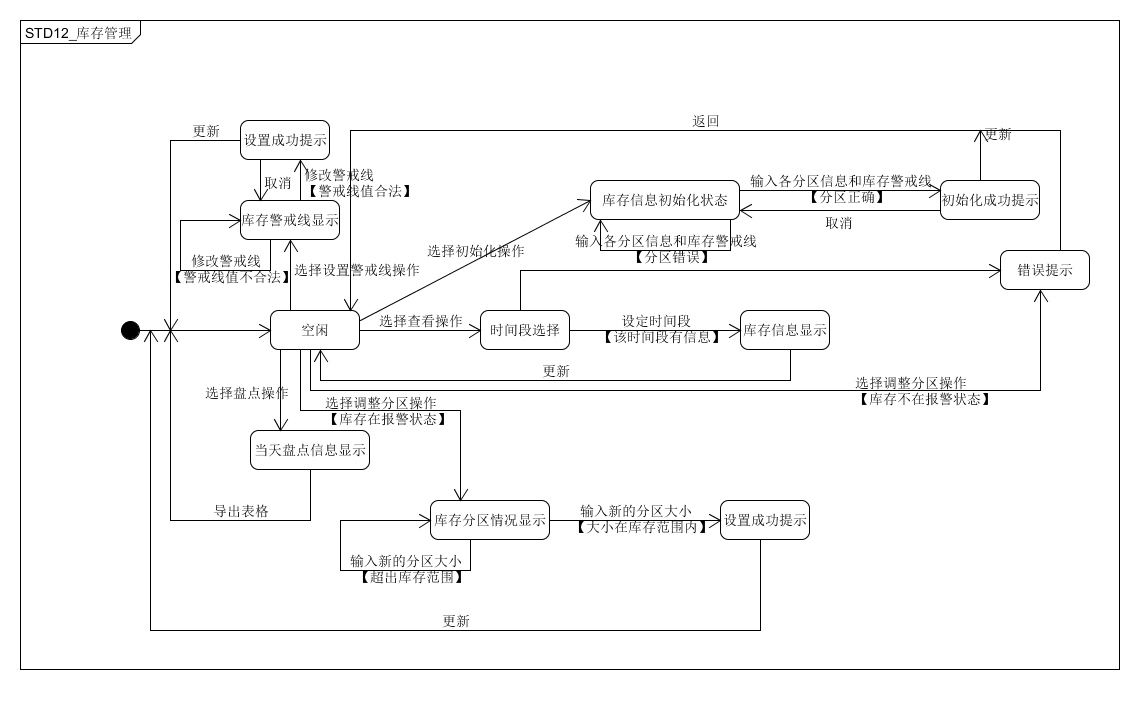 STD12_库存管理
返回
更新
设置成功提示
更新
取消
修改警戒线
【警戒线值合法】
库存警戒线显示
修改警戒线
【警戒线值不合法】
选择设置警戒线操作
选择初始化操作
库存信息初始化状态
输入各分区信息和库存警戒线
【分区正确】
取消
初始化成功提示
输入各分区信息和库存警戒线
【分区错误】
错误提示
空闲
选择查看操作
时间段选择
设定时间段
【该时间段有信息】
库存信息显示
更新
选择盘点操作
选择调整分区操作
【库存在报警状态】
选择调整分区操作
【库存不在报警状态】
当天盘点信息显示
导出表格
库存分区情况显示
输入新的分区大小
【大小在库存范围内】
设置成功提示
输入新的分区大小
【超出库存范围】
更新